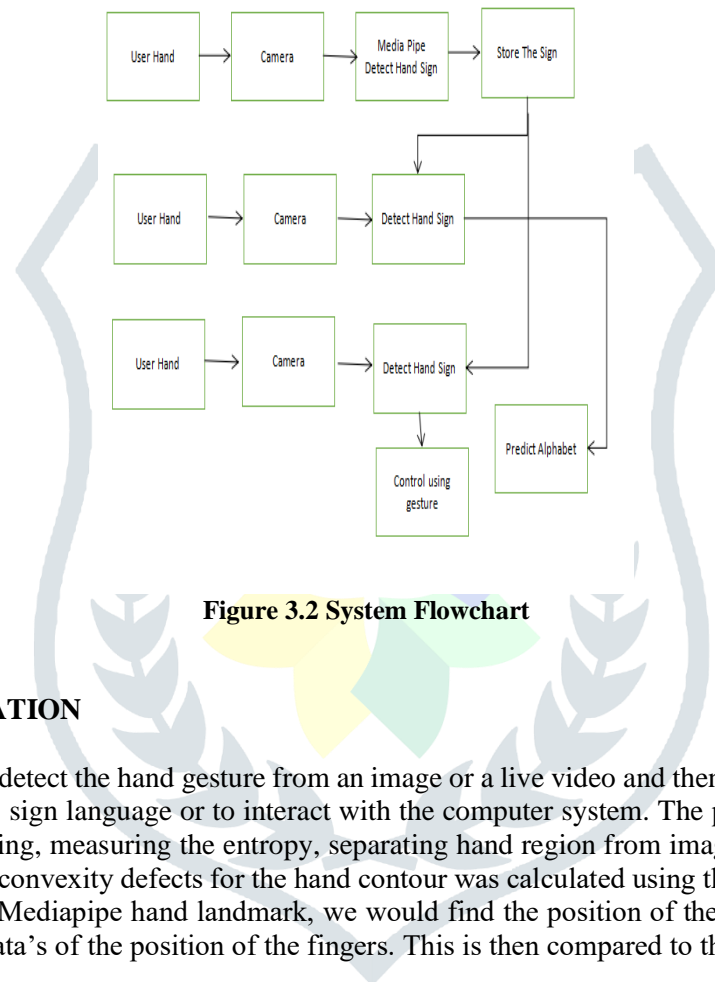 User Hand
Camera
Media Pipe
Detect Hand Sign
Store The Sign
User Hand
Camera
Detect Hand Sign
User Hand
Camera
Detect Hand Sign
Predict Alphabet
Control using
gesture
Figure 3.2 System Flowchart
ATION
detect the hand gesture from an image or a live video and then
sign language or to interact with the computer system. The p
ing, measuring the entropy, separating hand region from imag
convexity defects for the hand contour was calculated using th
Mediapipe hand landmark, we would find the position of the
ata’s of the position of the fingers. This is then compared to th